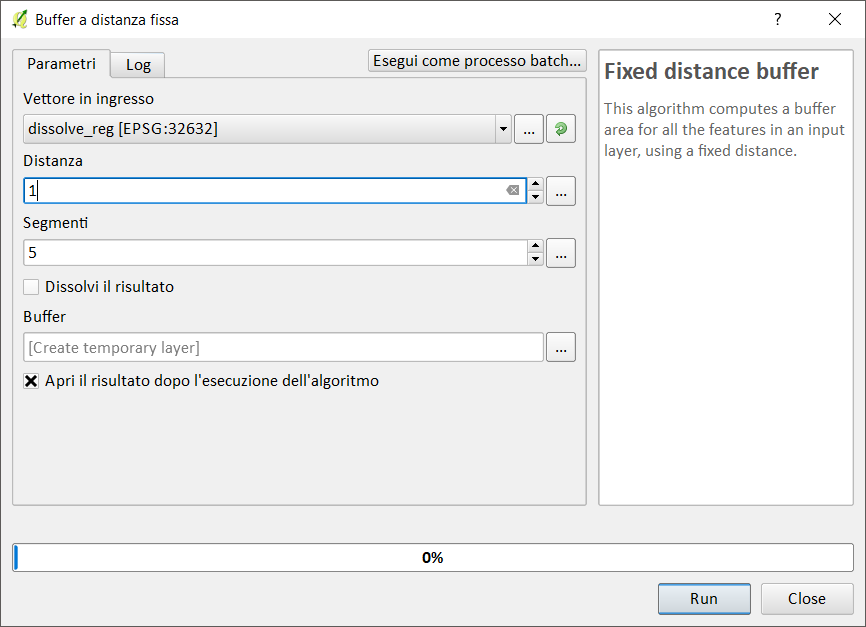 Buffer a distanza fissa
?
Parametri
Log
Esegui come processo batch...
Vettore in ingresso
dissolve_reg [EPSG:32632]
...
Distanza
1
...
Segmenti
5
...
Dissolvi il risultato
Buffer
[Create temporary layer]
...
Apri il risultato dopo l'esecuzione dell'algoritmo
Fixed distance buffer
This algorithm computes a buffer
area for all the features in an input
layer, using a fixed distance.
0%
Run
Close